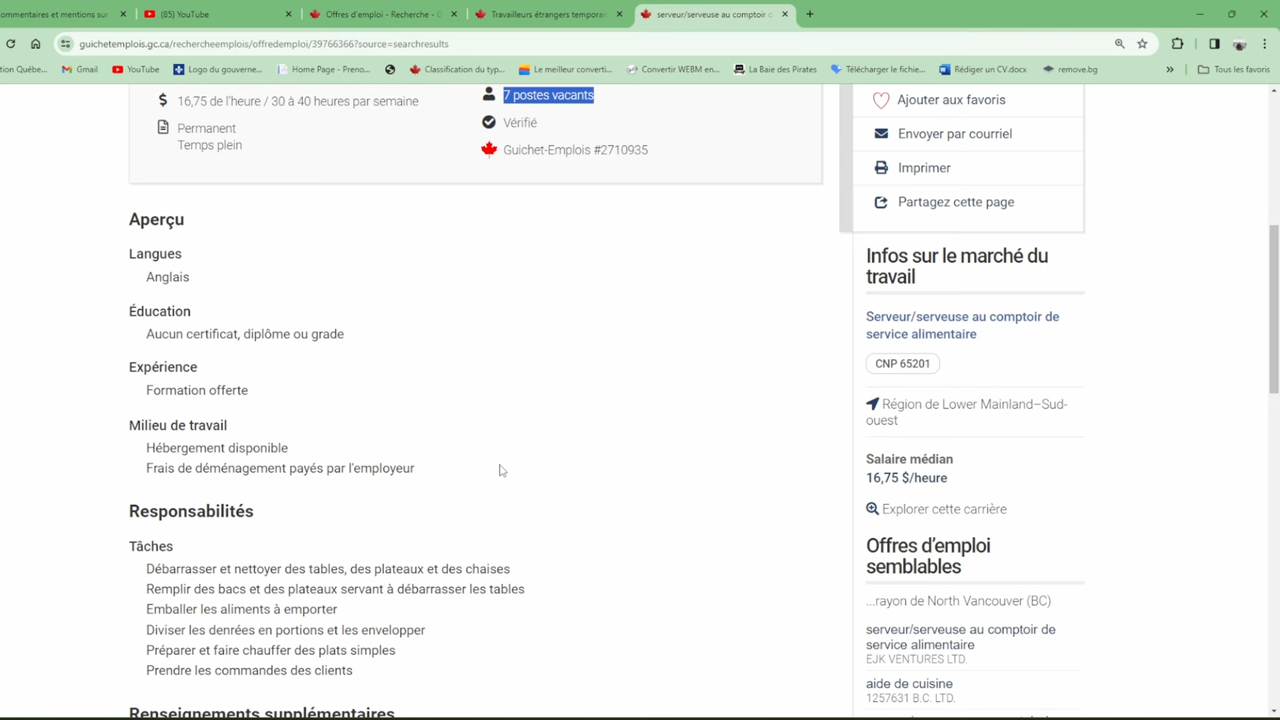 ommentaires et mentions sur
(85) YouTube
Offres d'emploi - Recherche - G
Travailleurs étrangers temporai
serveur/serveuse au comptoir d
guichetemplois.gc.ca/rechercheemplois/offredemploi/39766366?source=searchresults
tion Québe...
Gmail
YouTube
Logo du gouverne...
Home Page - Preno...
Classification du typ...
Le meilleur converti...
Convertir WEBM en...
La Baie des Pirates
Télécharger le fichie...
Rédiger un CV.docx
remove.bg
»
Tous les favoris
16,75 de l'heure / 30 à 40 heures par semaine
Permanent
Temps plein
7 postes vacants
Vérifié
Guichet-Emplois #2710935
Aperçu
Langues
Anglais
Éducation
Aucun certificat, diplôme ou grade
Expérience
Formation offerte
Milieu de travail
Hébergement disponible
Frais de déménagement payés par l'employeur
Responsabilités
Tâches
Débarrasser et nettoyer des tables, des plateaux et des chaises
Remplir des bacs et des plateaux servant à débarrasser les tables
Emballer les aliments à emporter
Diviser les denrées en portions et les envelopper
Préparer et faire chauffer des plats simples
Prendre les commandes des clients
Renseignements supplémentaires
Ajouter aux favoris
Envoyer par courriel
Imprimer
Partagez cette page
Infos sur le marché du
travail
Serveur/serveuse au comptoir de
service alimentaire
CNP 65201
Région de Lower Mainland–Sud-
ouest
Salaire médian
16,75 $/heure
Explorer cette carrière
Offres d'emploi
semblables
...rayon de North Vancouver (BC)
serveur/serveuse au comptoir de
service alimentaire
EJK VENTURES LTD.
aide de cuisine
1257631 B.C. LTD.